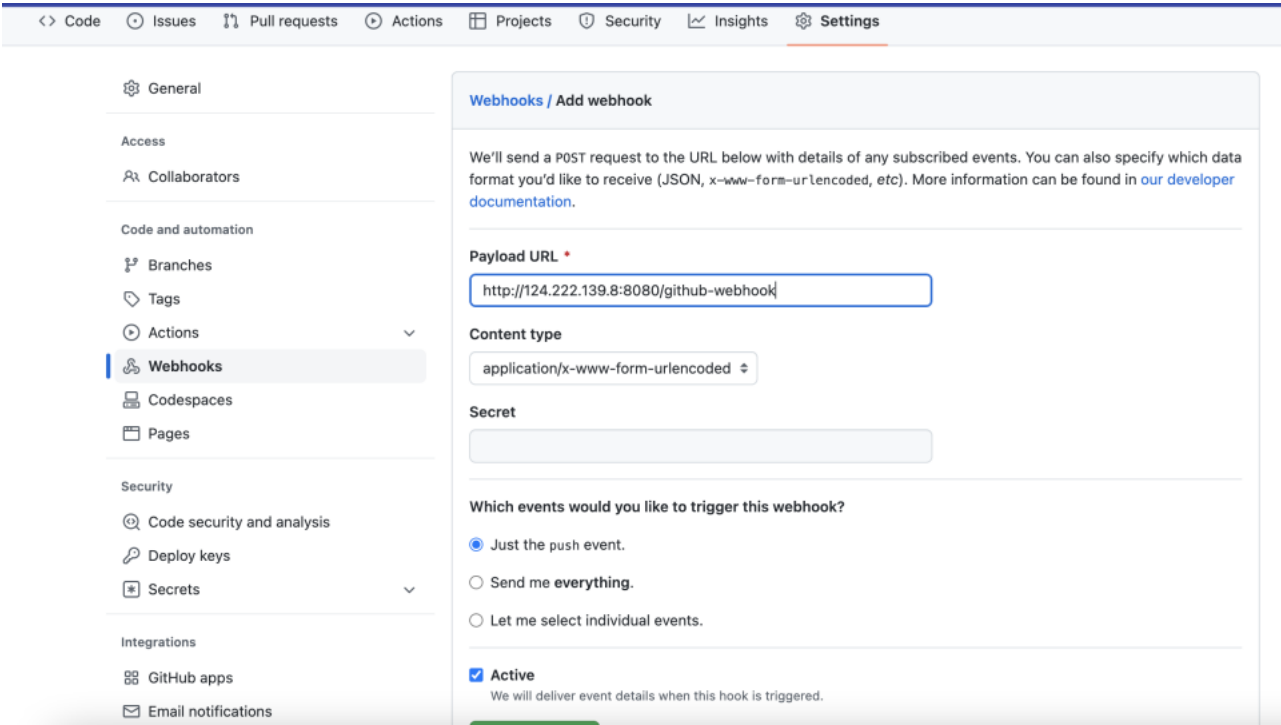 Code Issues Pull requests Actions Projects Security Insights Settings
General
Access
Collaborators
Code and automation
Branches
Tags
Actions
Webhooks
Codespaces
Pages
Security
Code security and analysis
Deploy keys
Secrets
Integrations
GitHub apps
Email notifications
Webhooks / Add webhook
We'll send a POST request to the URL below with details of any subscribed events. You can also specify which data
format you'd like to receive (JSON, x-www-form-urlencoded, etc). More information can be found in our developer
documentation.
Payload URL *
http://124.222.139.8:8080/github-webhook
Content type
application/x-www-form-urlencoded
Secret
Which events would you like to trigger this webhook?
Just the push event.
Send me everything.
Let me select individual events.
Active
We will deliver event details when this hook is triggered.